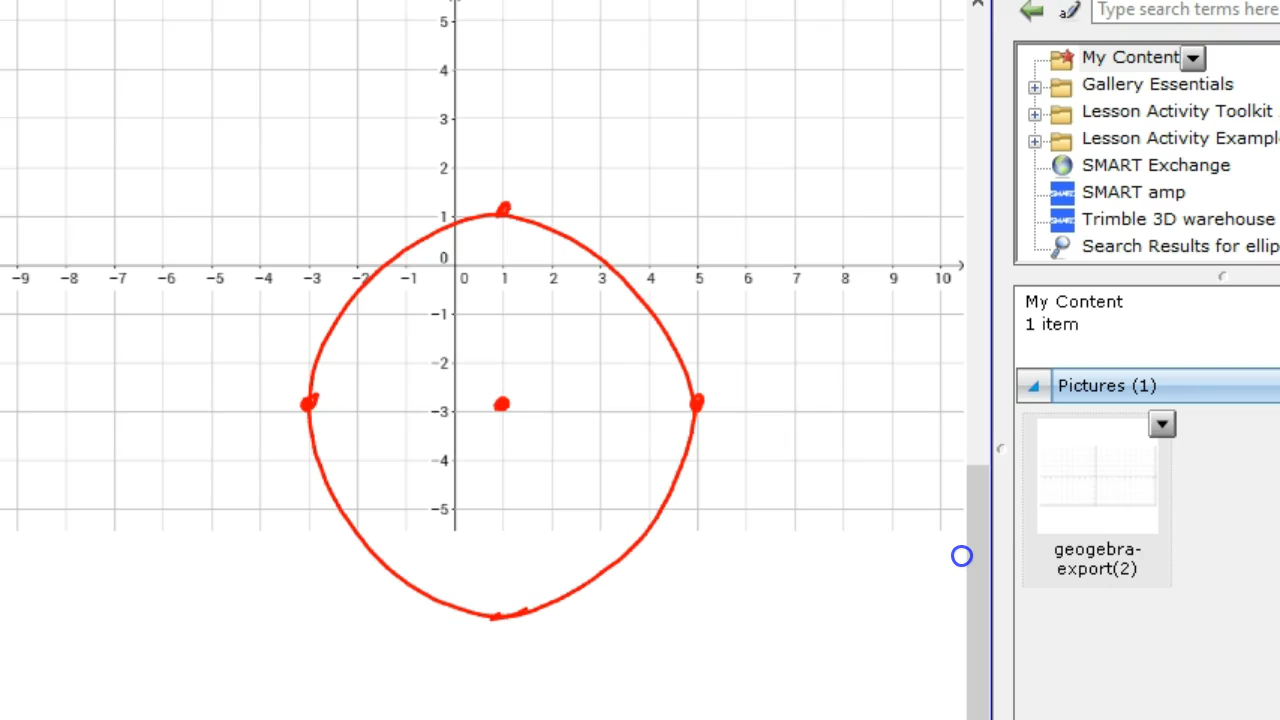 5
4
3
2
1
0
−9 −8 −7 −6 −5 −4 −3 −2 −1 0 1 2 3 4 5 6 7 8 9 10
−1
−2
−3
−4
−5
Type search terms here
My Content
Gallery Essentials
Lesson Activity Toolkit
Lesson Activity Exampl
SMART Exchange
SMART amp
Trimble 3D warehouse
Search Results for ellip
My Content
1 item
Pictures (1)
geogebra-
export(2)